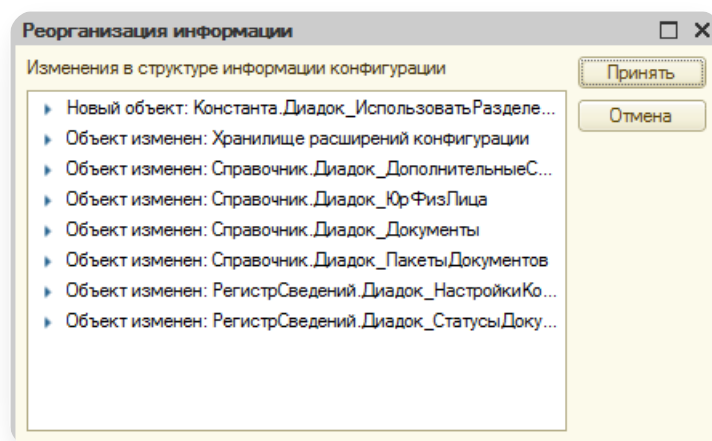 Реорганизация информации
Изменения в структуре информации конфигурации
Принять
Отмена
Новый объект: Константа.Диадок_ИспользоватьРазделе...
Объект изменен: Хранилище расширений конфигурации
Объект изменен: Справочник.Диадок_ДополнительныеС...
Объект изменен: Справочник.Диадок_ЮрФизЛица
Объект изменен: Справочник.Диадок_Документы
Объект изменен: Справочник.Диадок_ПакетыДокументов
Объект изменен: РегистрСведений.Диадок_НастройкиКо...
Объект изменен: РегистрСведений.Диадок_СтатусыДоку...